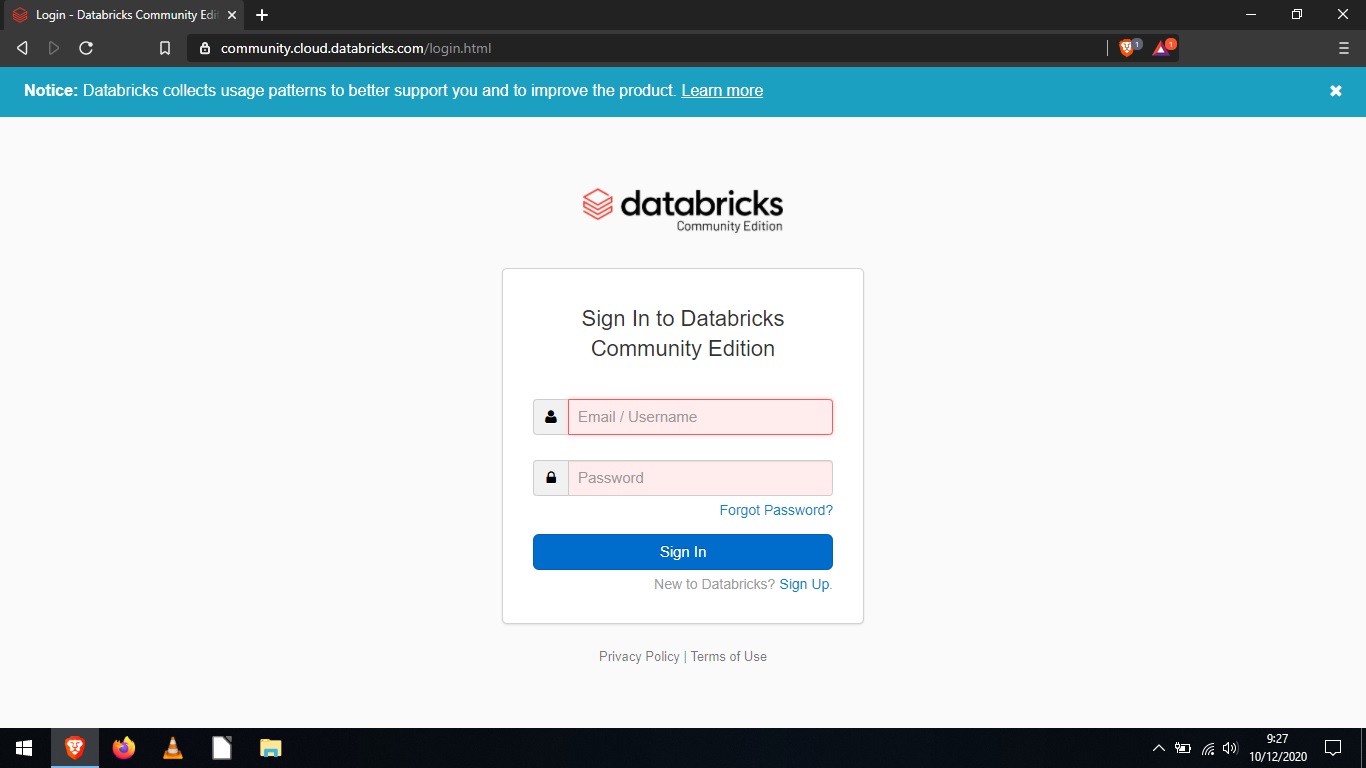 Login - Databricks Community Edi
community.cloud.databricks.com/login.html
1
1
Notice: Databricks collects usage patterns to better support you and to improve the product. Learn more
databricks
Community Edition
Sign In to Databricks
Community Edition
Email / Username
Password
Forgot Password?
Sign In
New to Databricks? Sign Up.
Privacy Policy | Terms of Use
9:27
10/12/2020